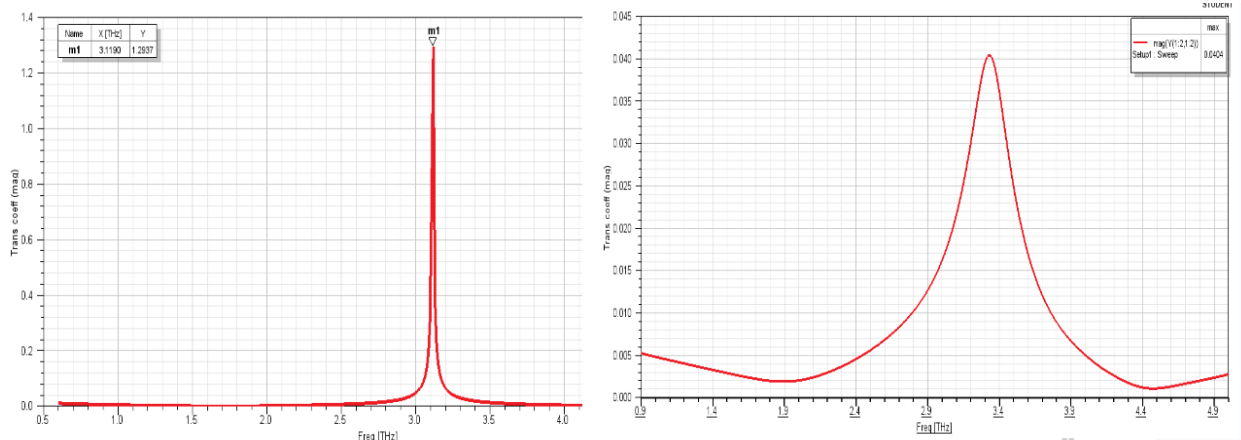 1.4
Name X [THz] Y
m1 3.1190 1.2937
m1
1.2
1.0
0.8
0.6
0.4
0.2
0.0
Trans coeff (mag)
0.5 1.0 1.5 2.0 2.5 3.0 3.5 4.0
Freq [THz]
STUDENT
0.045
max
mag(Y(1:2,1:2))
Setup1 : Sweep 0.0404
0.040
0.035
0.030
0.025
0.020
0.015
0.010
0.005
0.000
Trans coeff (mag)
0.9 1.4 1.9 2.4 2.9 3.4 3.9 4.4 4.9
Freq [THz]